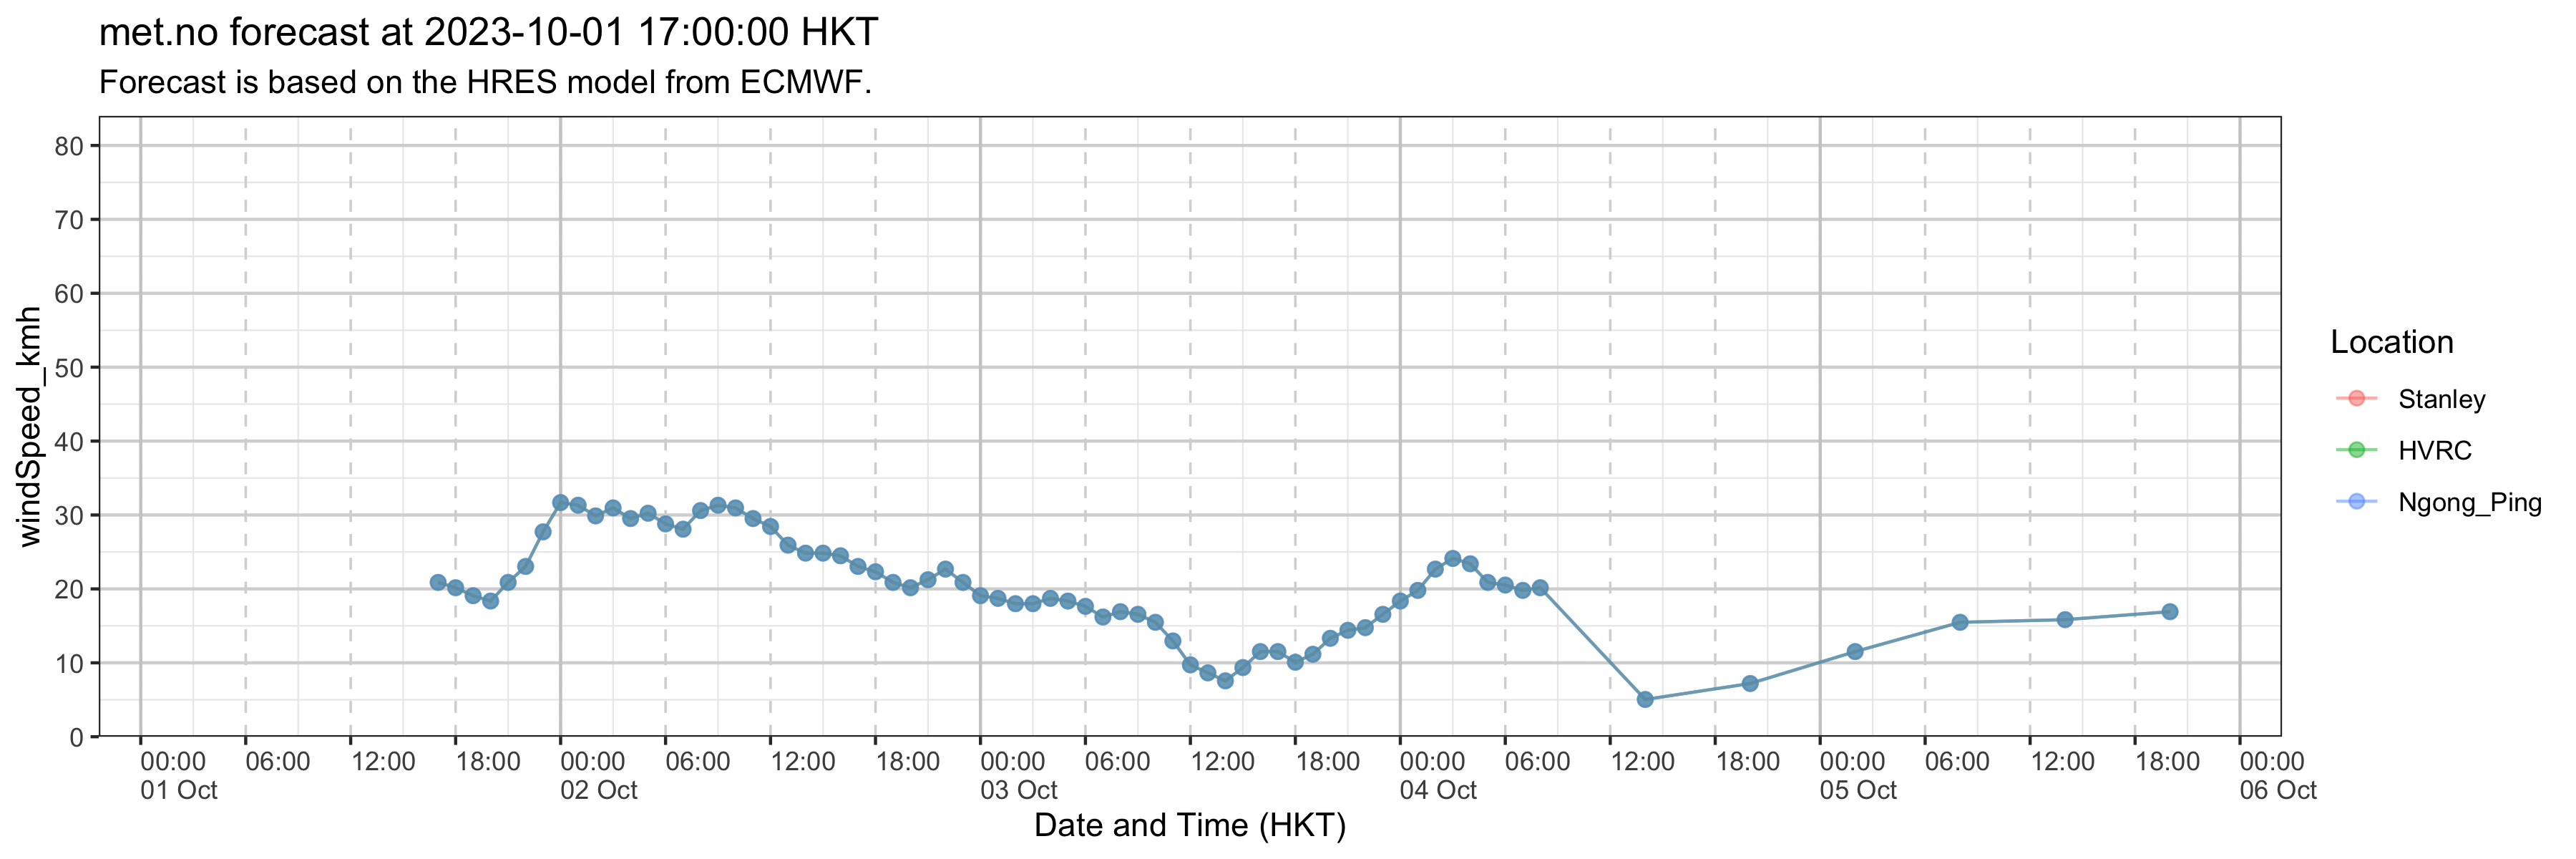 met.no forecast at 2023-10-01 17:00:00 HKT
Forecast is based on the HRES model from ECMWF.
windSpeed_kmh
80
70
60
50
40
30
20
10
0
00:00 06:00 12:00 18:00 00:00 06:00 12:00 18:00 00:00 06:00 12:00 18:00 00:00 06:00 12:00 18:00 00:00 06:00 12:00 18:00 00:00
01 Oct 02 Oct 03 Oct 04 Oct 05 Oct 06 Oct
Date and Time (HKT)
Location
Stanley
HVRC
Ngong_Ping